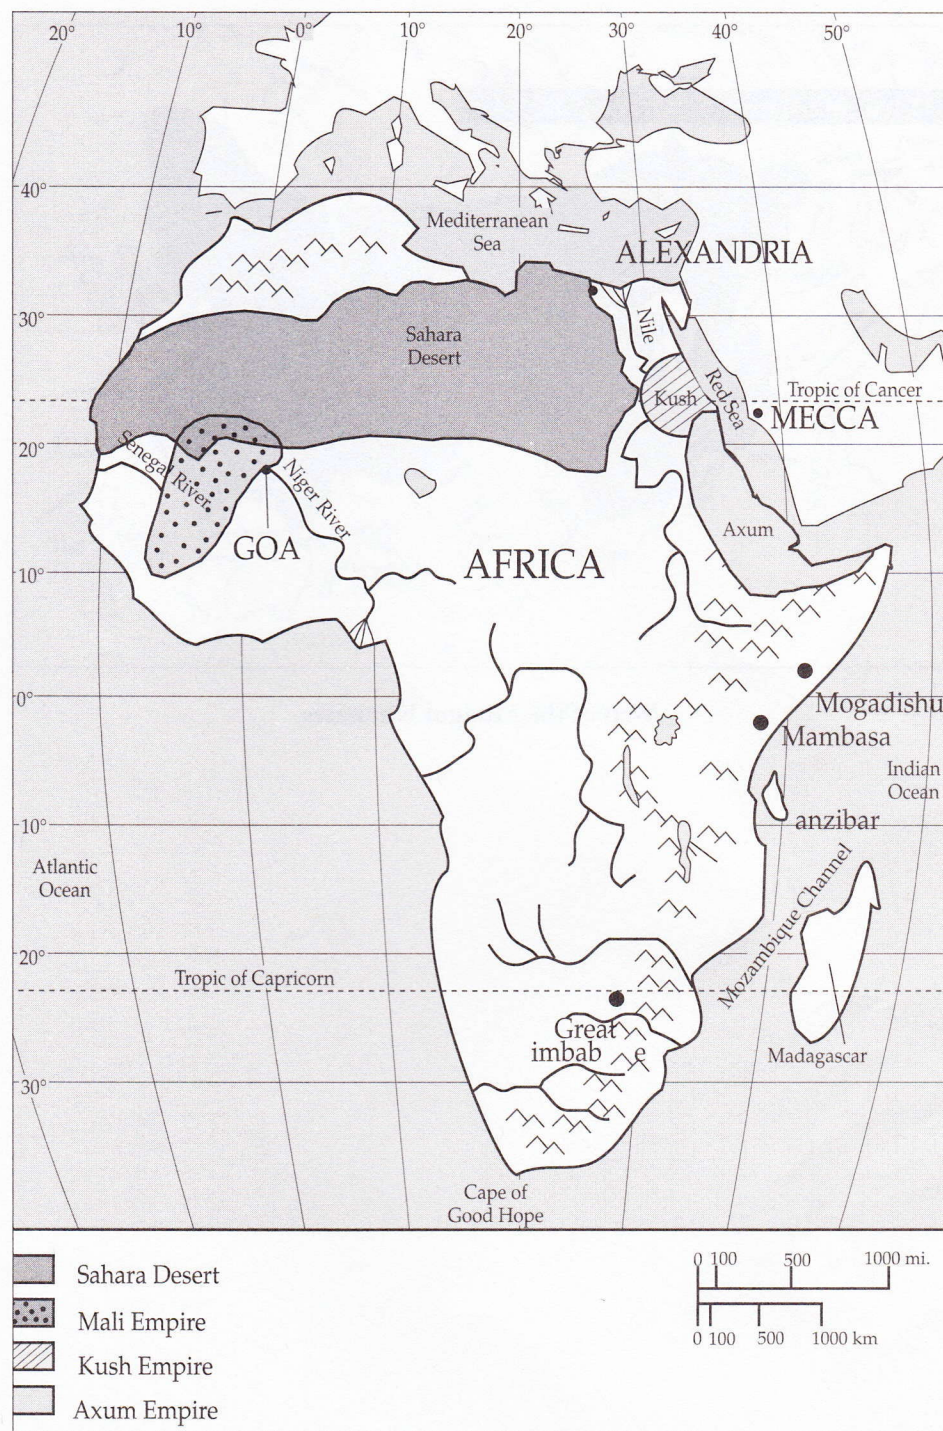 20° 10° 0° 10° 20° 30° 40° 50°
40°
Mediterranean
Sea
ALEXANDRIA
30°
Nile
Sahara
Desert
Red Sea
Tropic of Cancer
Kush
MECCA
20°
Senegal River
Niger River
GOA
Axum
AFRICA
10°
0°
Mogadishu
Mambasa
Indian
Ocean
10°
anzibar
Atlantic
Ocean
Mozambique Channel
20°
Tropic of Capricorn
Great
imbab e
Madagascar
30°
Cape of
Good Hope
Sahara Desert
Mali Empire
Kush Empire
Axum Empire
0 100 500 1000 mi.
0 100 500 1000 km